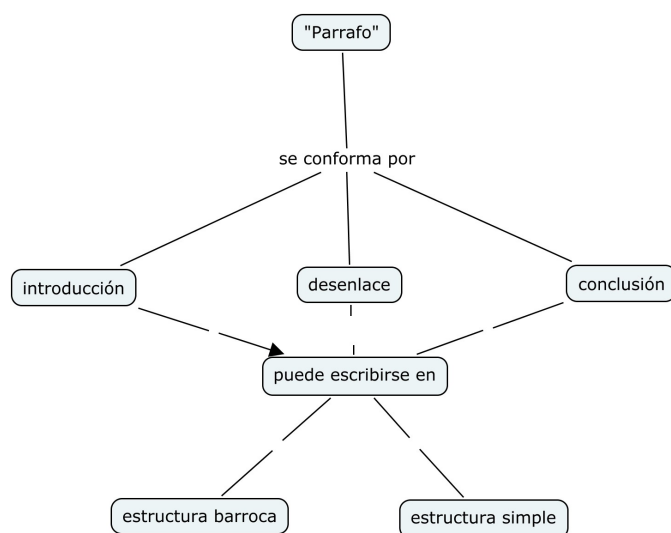 "Parrafo"
se conforma por
introducción
desenlace
conclusión
puede escribirse en
estructura barroca
estructura simple